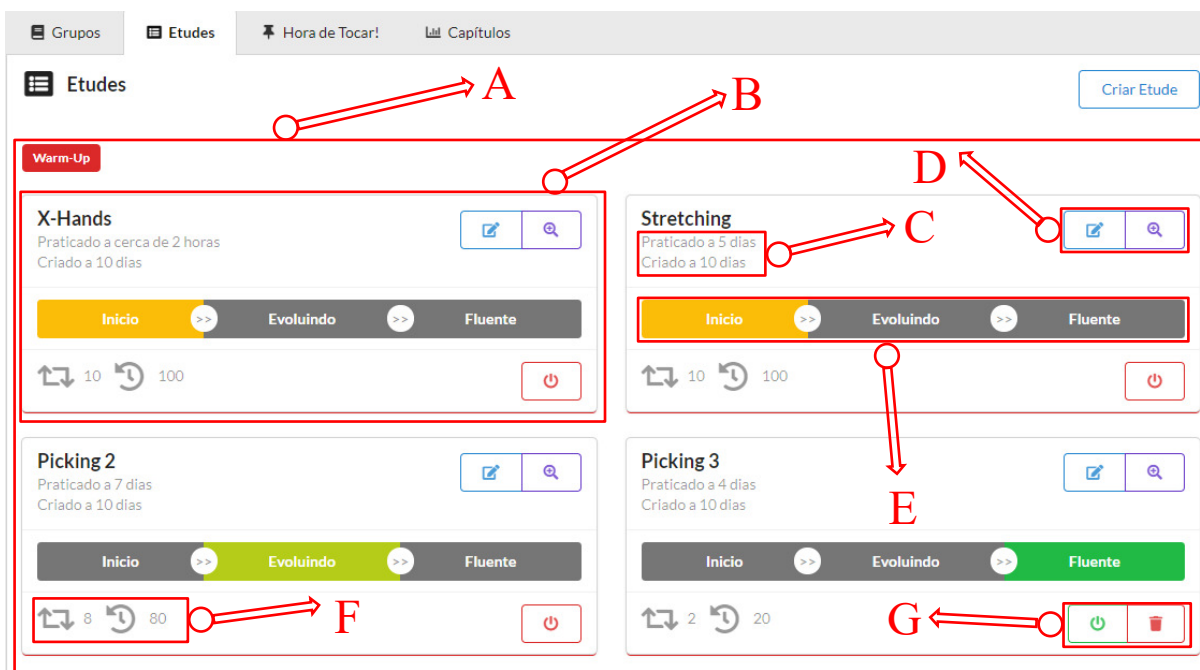 Grupos Etudes Hora de Tocar! Capítulos
Etudes
Criar Etude
A
B
Warm-Up
D
X-Hands
Praticado a cerca de 2 horas
Criado a 10 dias
Inicio >> Evoluindo >> Fluente
10 100
Stretching
Praticado a 5 dias
Criado a 10 dias
C
Inicio >> Evoluindo >> Fluente
10 100
Picking 2
Praticado a 7 dias
Criado a 10 dias
Inicio >> Evoluindo >> Fluente
8 80
F
Picking 3
Praticado a 4 dias
Criado a 10 dias
E
Inicio >> Evoluindo >> Fluente
2 20
G